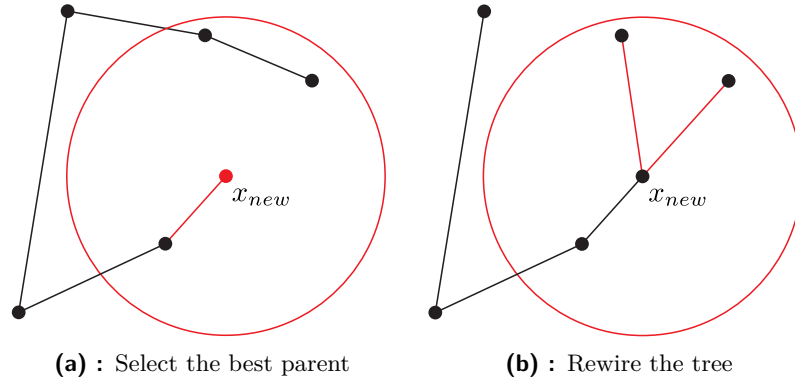 x_new
x_new
(a) : Select the best parent
(b) : Rewire the tree